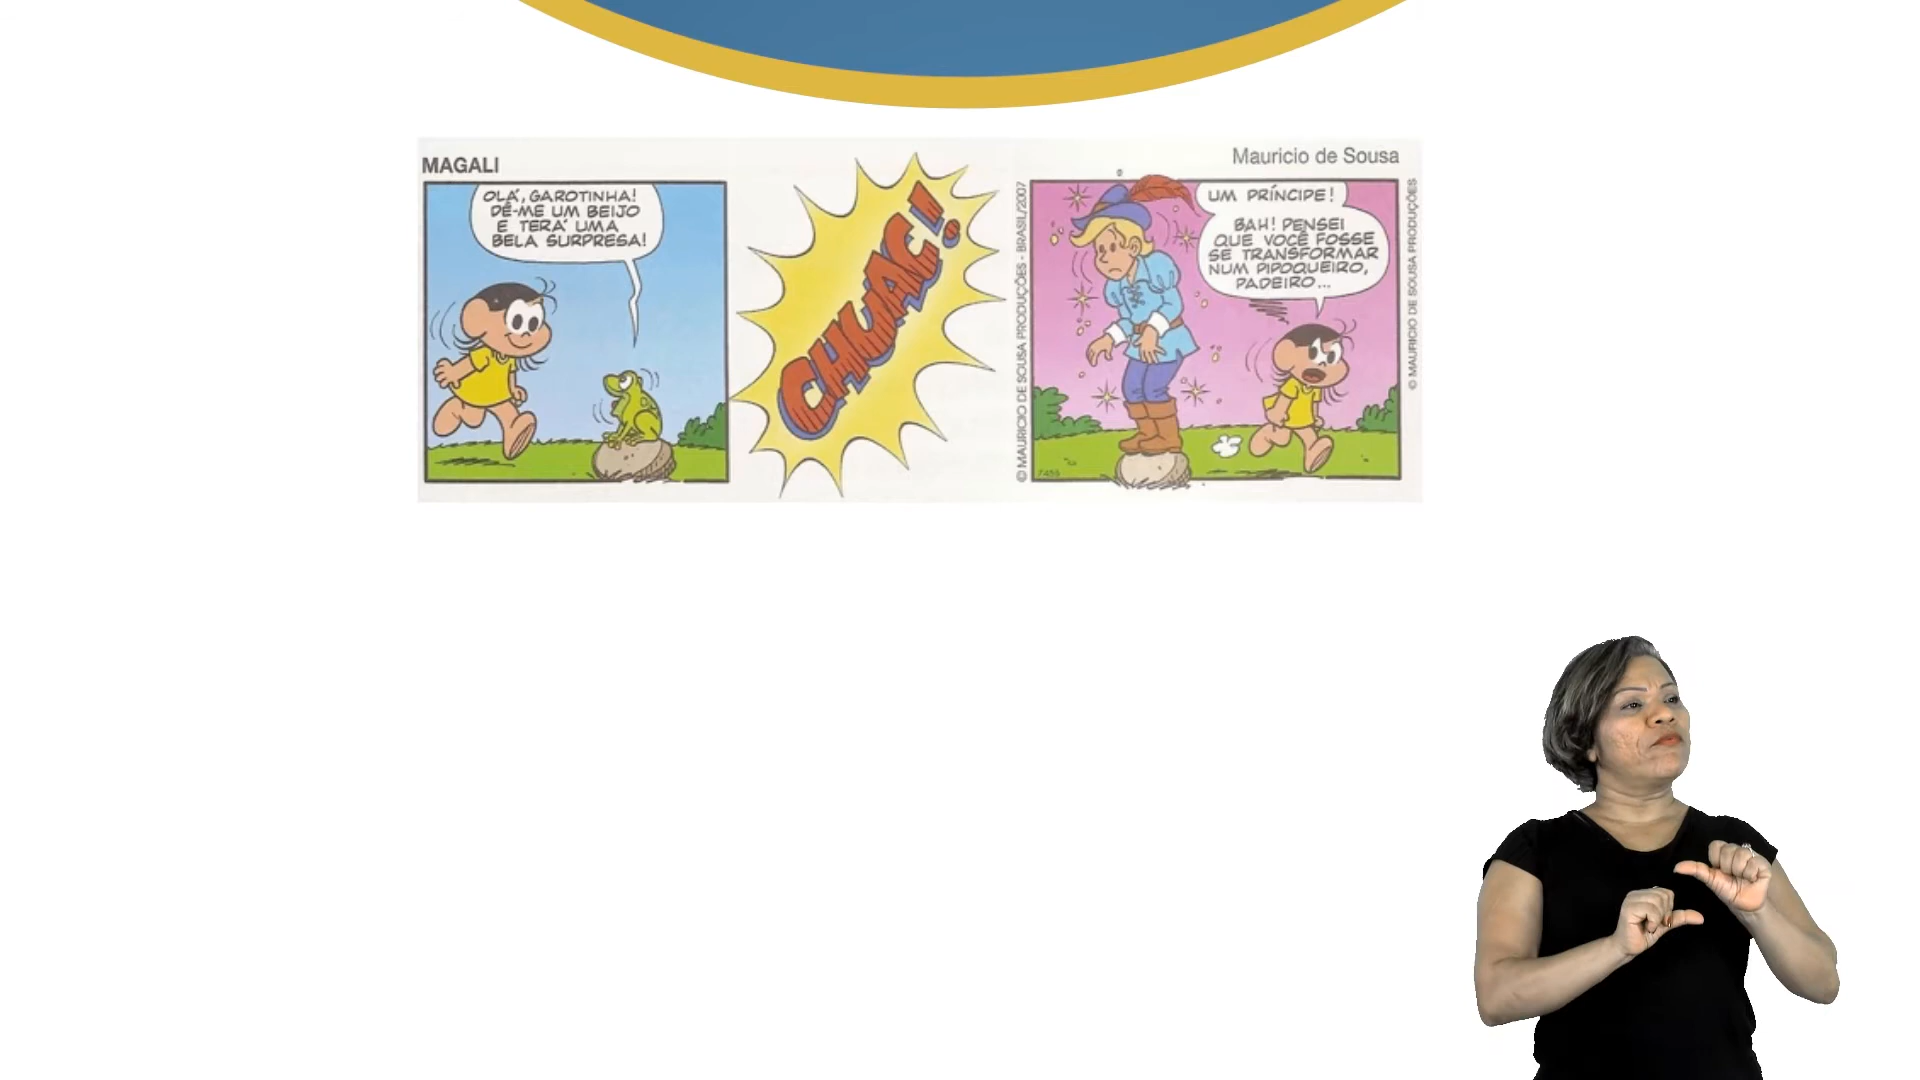 MAGALI
Mauricio de Sousa
OLÁ, GAROTINHA!
DÊ-ME UM BEIJO
E TERÁ UMA
BELA SURPRESA!
CHUAC!
© MAURICIO DE SOUSA PRODUÇÕES - BRASIL/2007
UM PRÍNCIPE!
BAH! PENSEI
QUE VOCÊ FOSSE
SE TRANSFORMAR
NUM PIPOQUEIRO,
PADEIRO...
© MAURICIO DE SOUSA PRODUÇÕES